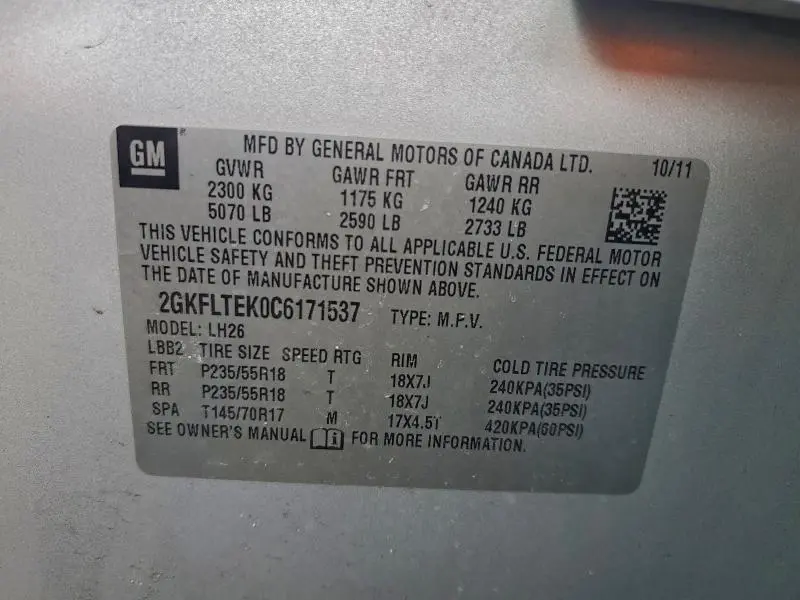 GM
MFD BY GENERAL MOTORS OF CANADA LTD. 10/11
GVWR GAWR FRT GAWR RR
2300 KG 1175 KG 1240 KG
5070 LB 2590 LB 2733 LB
THIS VEHICLE CONFORMS TO ALL APPLICABLE U.S. FEDERAL MOTOR
VEHICLE SAFETY AND THEFT PREVENTION STANDARDS IN EFFECT ON
THE DATE OF MANUFACTURE SHOWN ABOVE.
2GKFLTEK0C6171537 TYPE: M.P.V.
MODEL: LH26
LBB2 TIRE SIZE SPEED RTG RIM COLD TIRE PRESSURE
FRT P235/55R18 T 18X7J 240KPA(35PSI)
RR P235/55R18 T 18X7J 240KPA(35PSI)
SPA T145/70R17 M 17X4.5T 420KPA(60PSI)
SEE OWNER'S MANUAL FOR MORE INFORMATION.